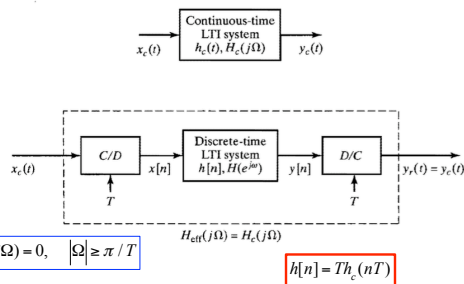 Continuous-time
LTI system
h_c(t), H_c(jΩ)
x_c(t)
y_c(t)
C/D
Discrete-time
LTI system
h[n], H(e^{jω})
D/C
x_c(t)
x[n]
y[n]
y_r(t) = y_c(t)
T
T
H_eff(jΩ) = H_c(jΩ)
Ω) = 0, |Ω| ≥ π / T
h[n] = Th_c(nT)